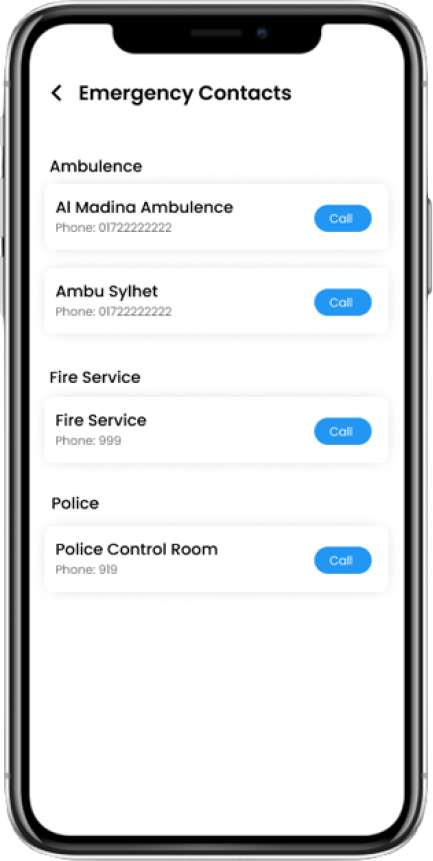 Emergency Contacts
Ambulence
Al Madina Ambulence
Phone: 01722222222
Call
Ambu Sylhet
Phone: 01722222222
Call
Fire Service
Fire Service
Phone: 999
Call
Police
Police Control Room
Phone: 919
Call